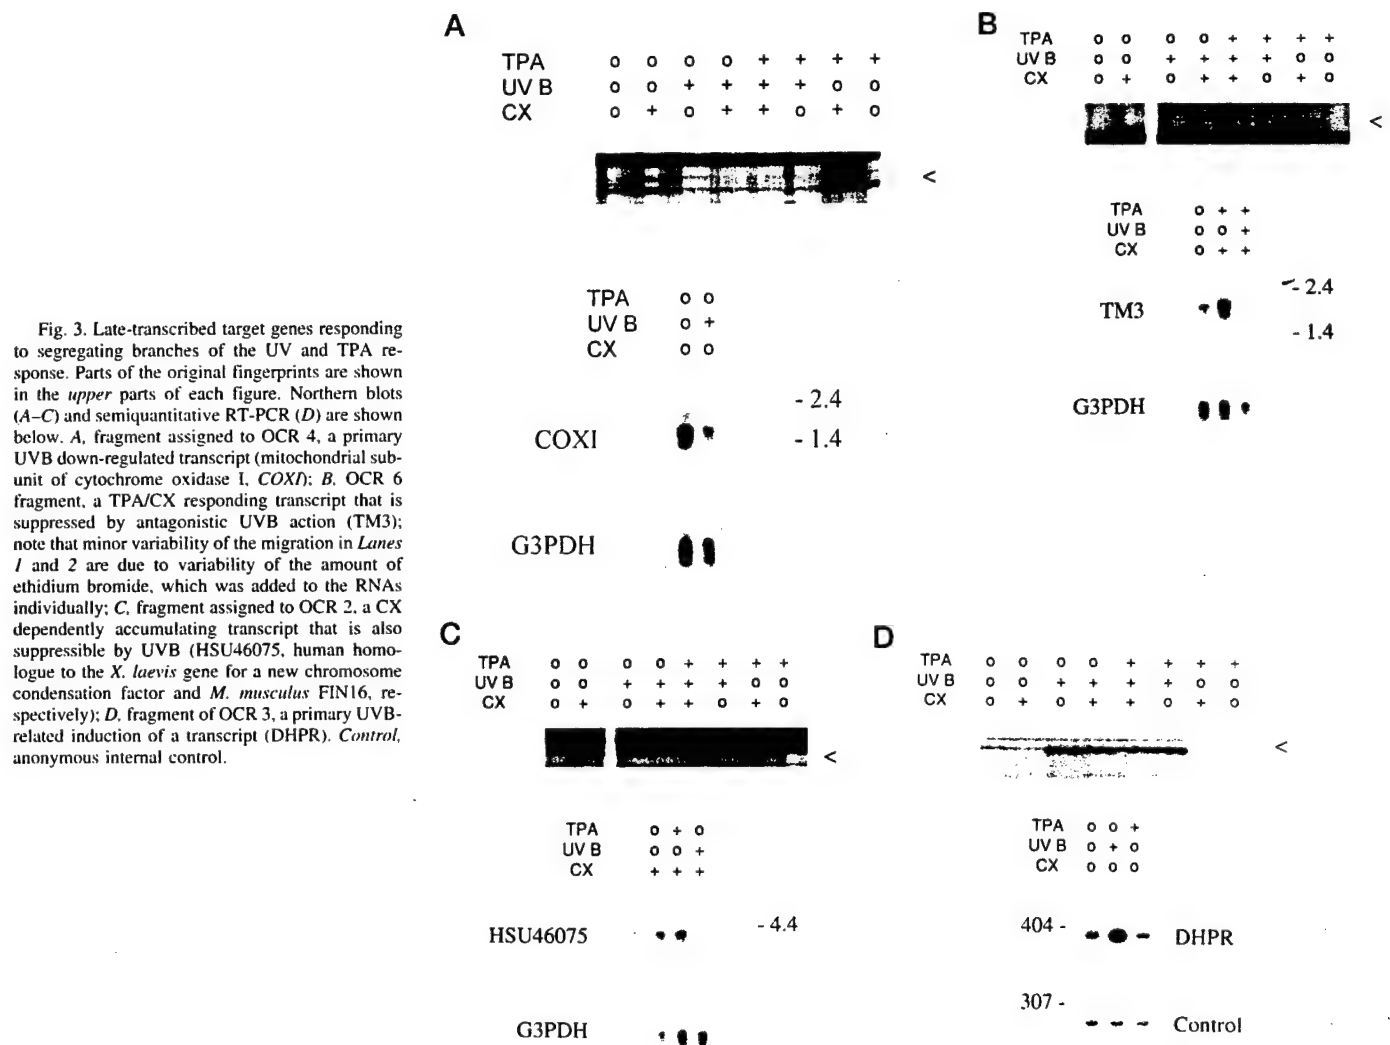 Fig. 3. Late-transcribed target genes responding
to segregating branches of the UV and TPA re-
sponse. Parts of the original fingerprints are shown
in the upper parts of each figure. Northern blots
(A–C) and semiquantitative RT-PCR (D) are shown
below. A, fragment assigned to OCR 4, a primary
UVB down-regulated transcript (mitochondrial sub-
unit of cytochrome oxidase I, COXI); B, OCR 6
fragment, a TPA/CX responding transcript that is
suppressed by antagonistic UVB action (TM3);
note that minor variability of the migration in Lanes
1 and 2 are due to variability of the amount of
ethidium bromide, which was added to the RNAs
individually; C, fragment assigned to OCR 2, a CX
dependently accumulating transcript that is also
suppressible by UVB (HSU46075, human homo-
logue to the X. laevis gene for a new chromosome
condensation factor and M. musculus FIN16, re-
spectively); D, fragment of OCR 3, a primary UVB-
related induction of a transcript (DHPR). Control,
anonymous internal control.
A
TPA o o o o + + + +
UV B o o + + + + o o
CX o + o + + o + o
<
TPA o o
UV B o +
CX o o
- 2.4
COXI - 1.4
G3PDH
B
TPA o o o o + + + +
UV B o o + + + + o o
CX o + o + + o + o
<
TPA o + +
UV B o o +
CX o + +
- 2.4
TM3
- 1.4
G3PDH
C
TPA o o o o + + + +
UV B o o + + + + o o
CX o + o + + o + o
<
TPA o + o
UV B o o +
CX + + +
HSU46075 - 4.4
G3PDH
D
TPA o o o o + + + +
UV B o o + + + + o o
CX o + o + + o + o
<
TPA o o +
UV B o + o
CX o o o
404 - DHPR
307 -
Control